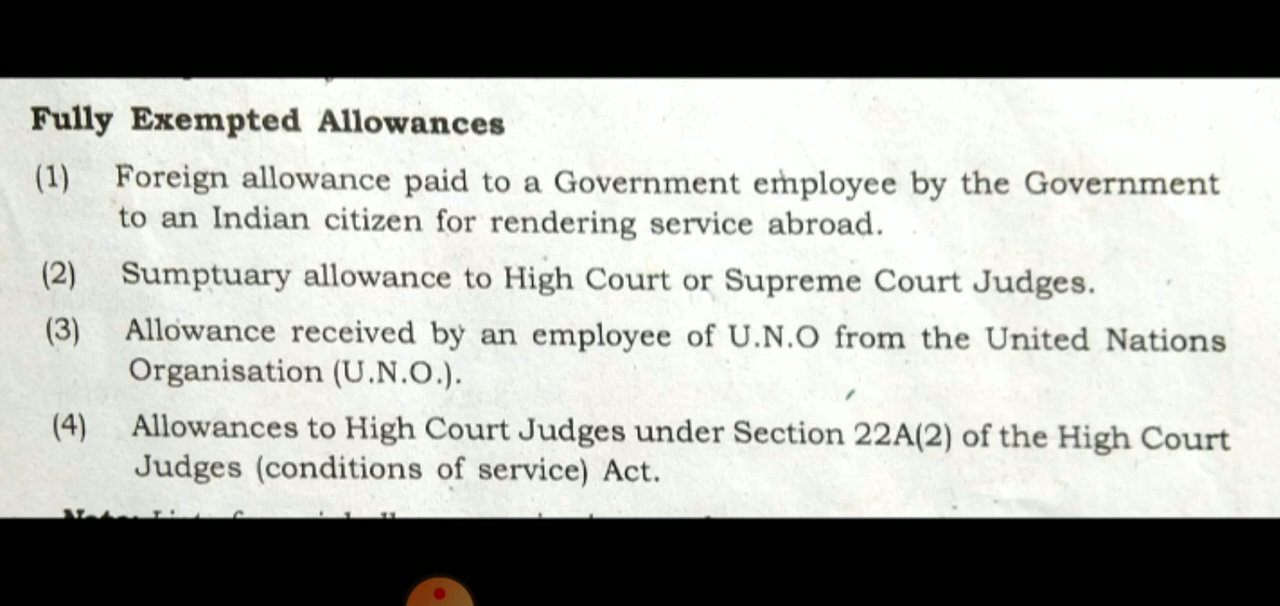 Fully Exempted Allowances
(1) Foreign allowance paid to a Government employee by the Government
to an Indian citizen for rendering service abroad.
(2) Sumptuary allowance to High Court or Supreme Court Judges.
(3) Allowance received by an employee of U.N.O from the United Nations
Organisation (U.N.O.).
(4) Allowances to High Court Judges under Section 22A(2) of the High Court
Judges (conditions of service) Act.